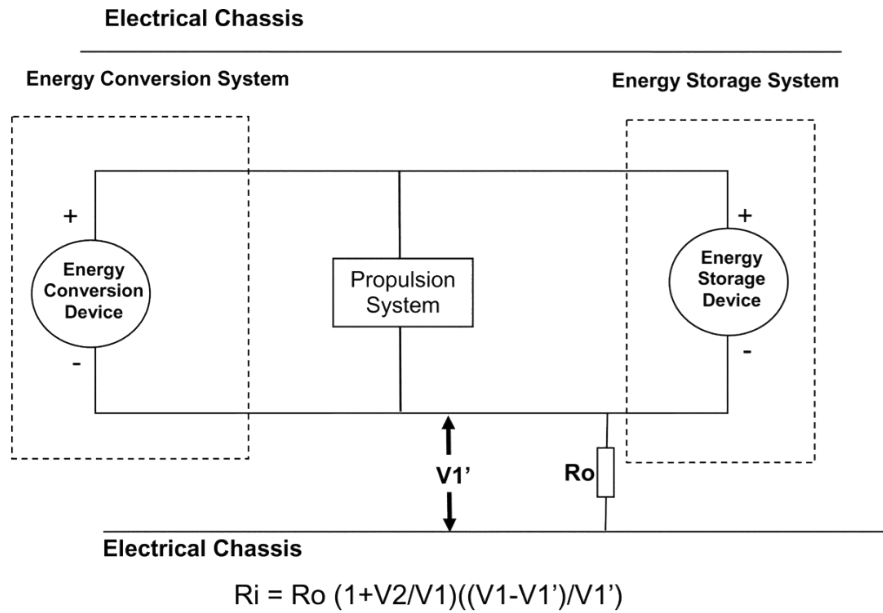 Electrical Chassis
Energy Conversion System
Energy Storage System
+
Energy
Conversion
Device
-
Propulsion
System
+
Energy
Storage
Device
-
V1’
Ro
Electrical Chassis
Ri = Ro (1+V2/V1)((V1-V1’)/V1’)